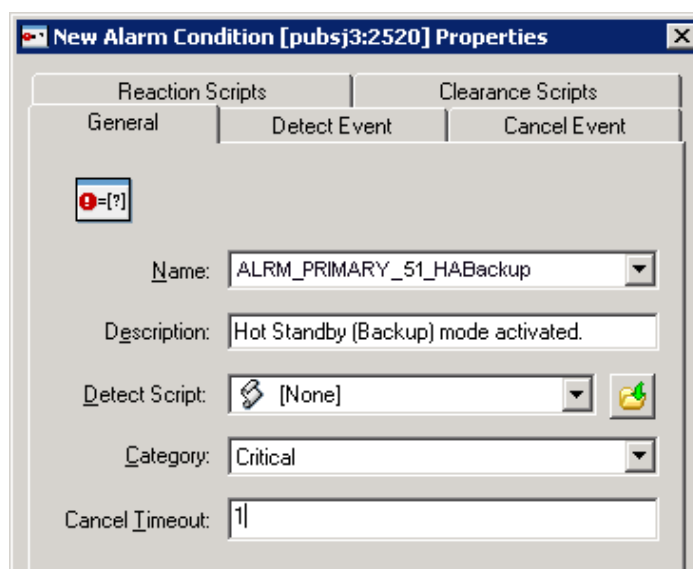 New Alarm Condition [pubsj3:2520] Properties
Reaction Scripts Clearance Scripts
General Detect Event Cancel Event
!=[?]
Name: ALRM_PRIMARY_51_HABackup
Description: Hot Standby (Backup) mode activated.
Detect Script: [None]
Category: Critical
Cancel Timeout: 1